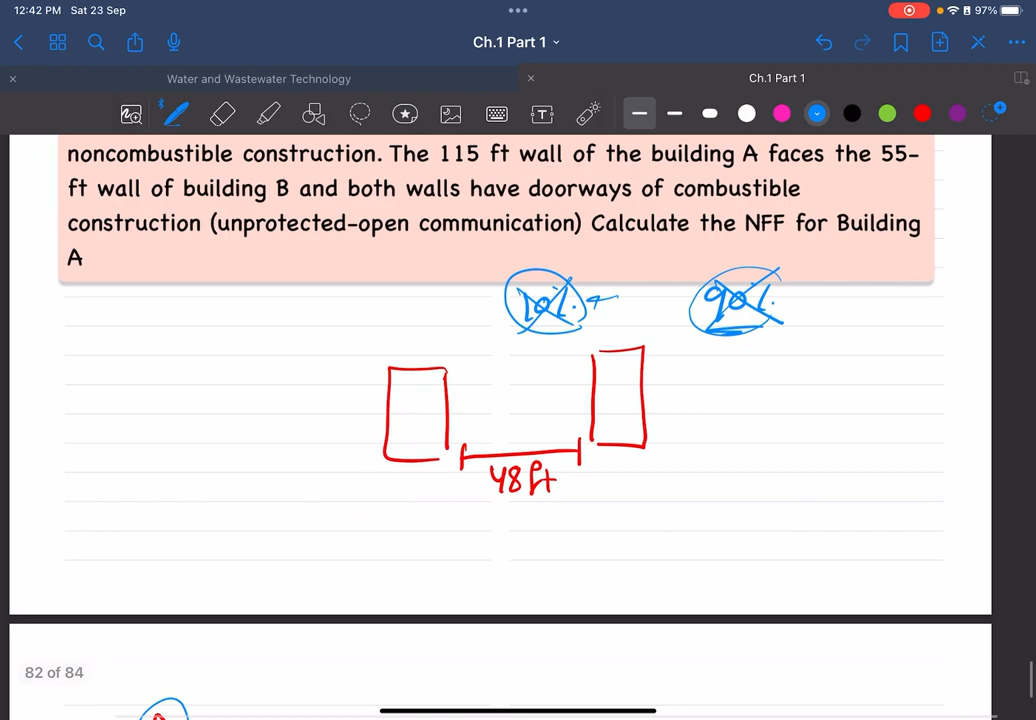 12:42 PM Sat 23 Sep
97%
Ch.1 Part 1
Water and Wastewater Technology
Ch.1 Part 1
noncombustible construction. The 115 ft wall of the building A faces the 55-
ft wall of building B and both walls have doorways of combustible
construction (unprotected-open communication) Calculate the NFF for Building
A
10%
90%
48 ft
82 of 84